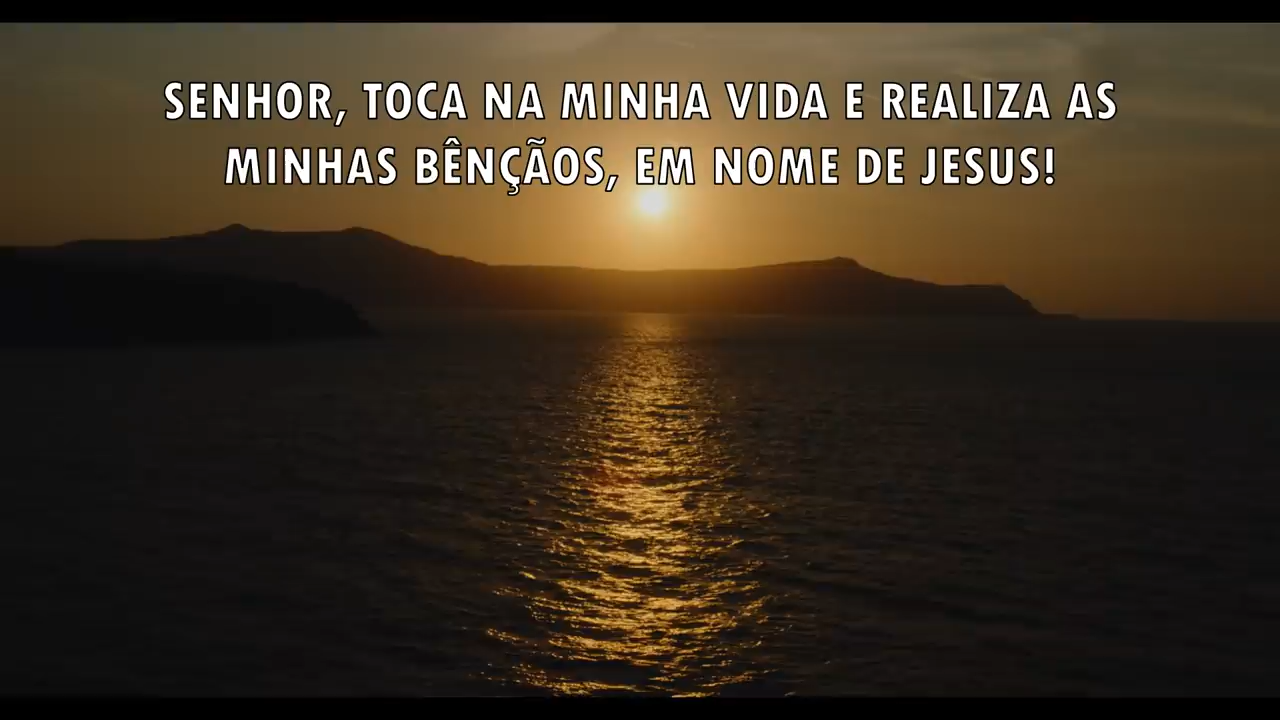 SENHOR, TOCA NA MINHA VIDA E REALIZA AS
MINHAS BÊNÇÃOS, EM NOME DE JESUS!